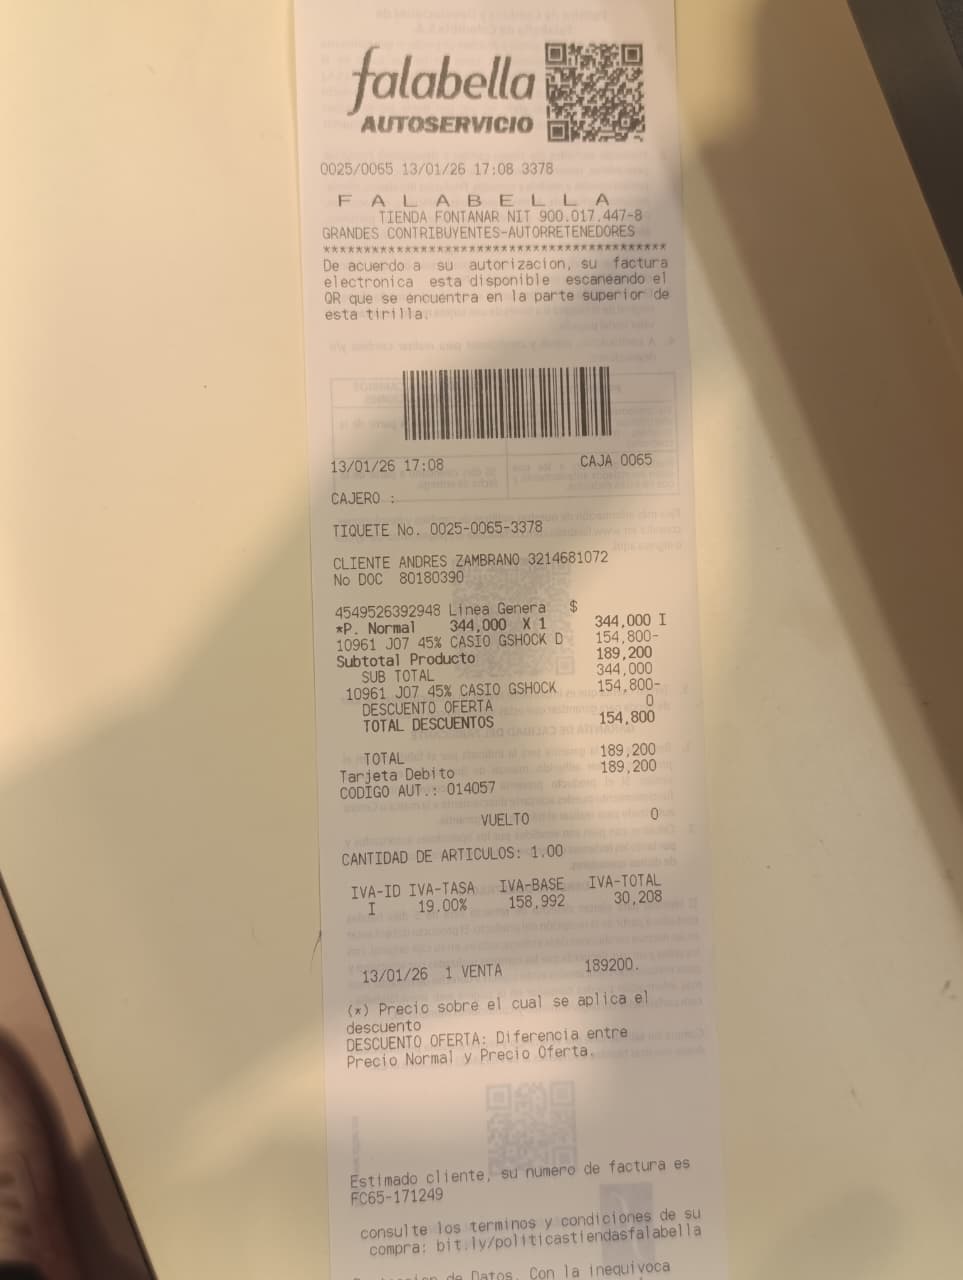 falabella
AUTOSERVICIO
0025/0065 13/01/26 17:08 3378
F A L A B E L L A
TIENDA FONTANAR NIT 900.017.447-8
GRANDES CONTRIBUYENTES-AUTORRETENEDORES
******************************************
De acuerdo a su autorizacion, su factura
electronica esta disponible escaneando el
QR que se encuentra en la parte superior de
esta tirilla.
13/01/26 17:08 CAJA 0065
CAJERO :
TIQUETE No. 0025-0065-3378
CLIENTE ANDRES ZAMBRANO 3214681072
No DOC 80180390
4549526392948 Linea Genera $
*P. Normal 344,000 X 1 344,000 I
10961 J07 45% CASIO GSHOCK D 154,800-
Subtotal Producto 189,200
SUB TOTAL 344,000
10961 J07 45% CASIO GSHOCK 154,800-
DESCUENTO OFERTA 0
TOTAL DESCUENTOS 154,800
TOTAL 189,200
Tarjeta Debito 189,200
CODIGO AUT.: 014057
VUELTO 0
CANTIDAD DE ARTICULOS: 1.00
IVA-ID IVA-TASA IVA-BASE IVA-TOTAL
I 19.00% 158,992 30,208
13/01/26 1 VENTA 189200.
(*) Precio sobre el cual se aplica el
descuento
DESCUENTO OFERTA: Diferencia entre
Precio Normal y Precio Oferta.
Estimado cliente, su numero de factura es
FC65-171249
consulte los terminos y condiciones de su
compra: bit.ly/politicastiendasfalabella
de Datos. Con la inequivoca